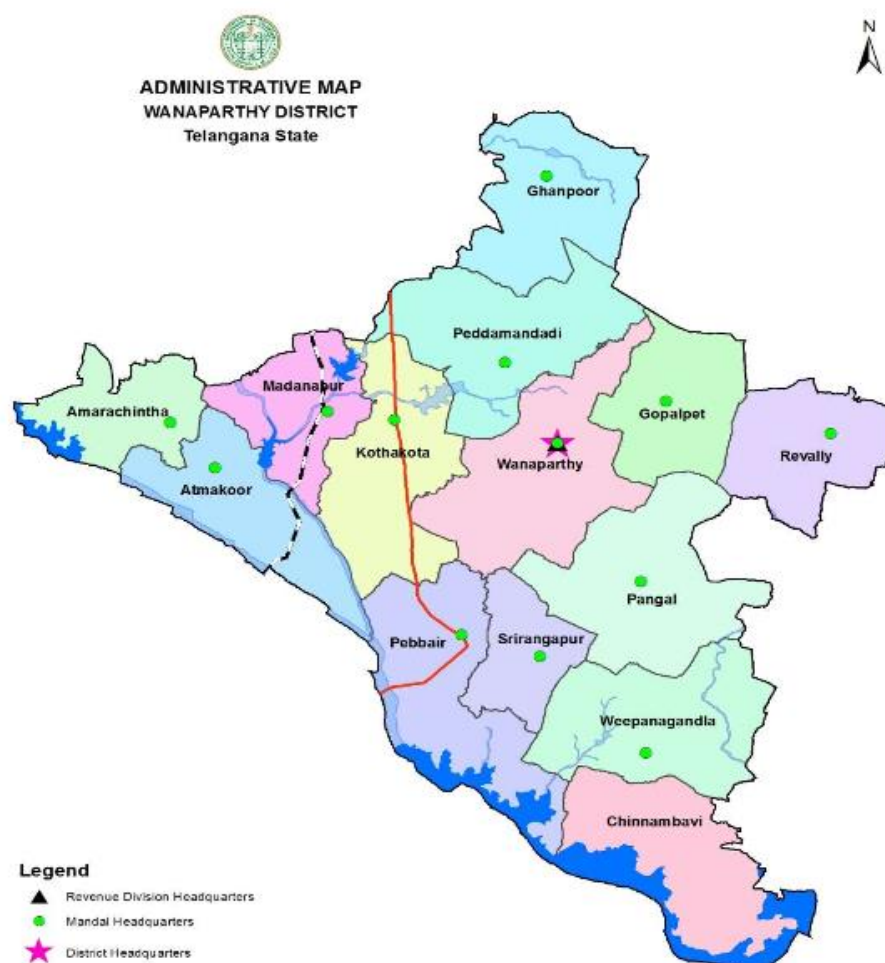 N
ADMINISTRATIVE MAP
WANAPARTHY DISTRICT
Telangana State
Ghanpoor
Peddamandadi
Madanapur
Amarachintha
Gopalpet
Kothakota
Revally
Wanaparthy
Atmakoor
Pangal
Pebbair
Srirangapur
Weepanagandla
Chinnambavi
Legend
Revenue Division Headquarters
Mandal Headquarters
District Headquarters